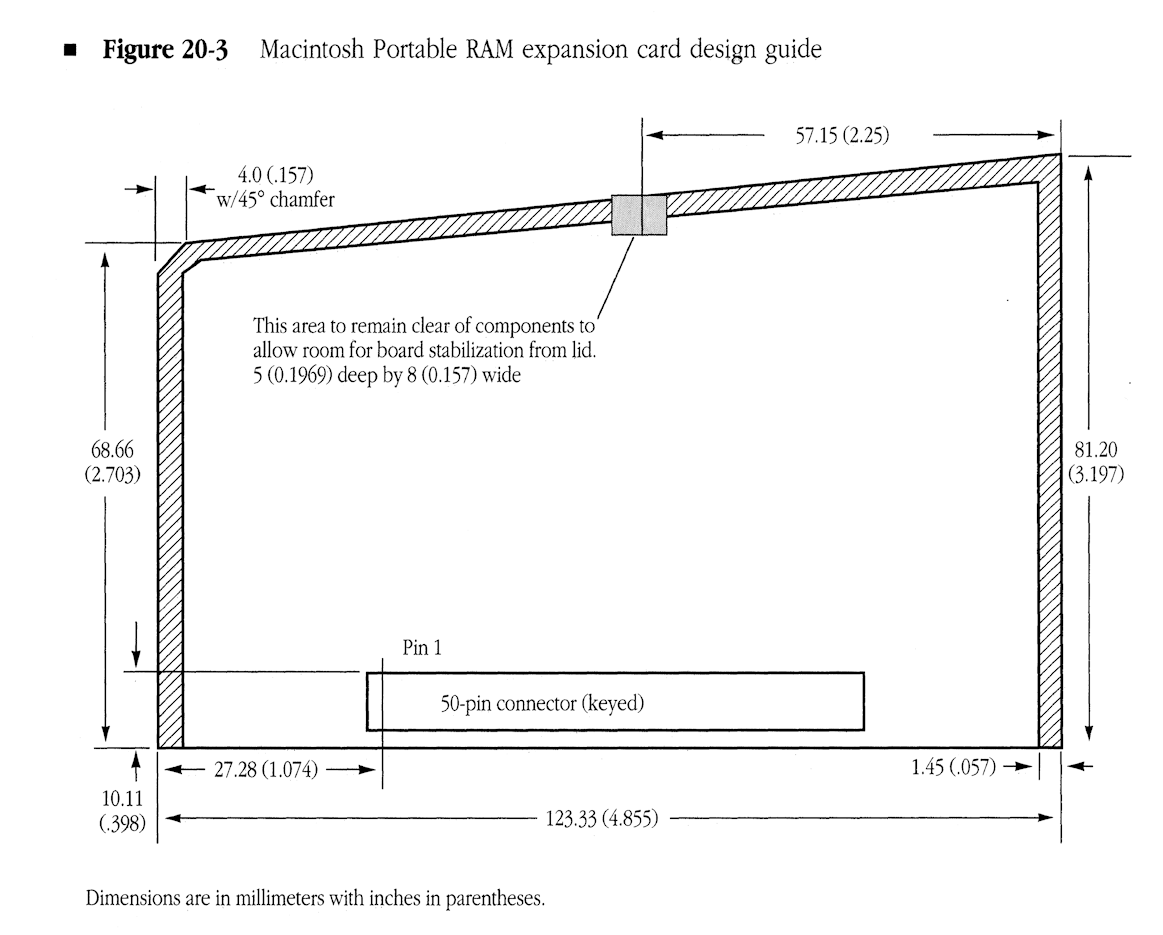 ■ Figure 20-3 Macintosh Portable RAM expansion card design guide
57.15 (2.25)
4.0 (.157)
w/45° chamfer
This area to remain clear of components to
allow room for board stabilization from lid.
5 (0.1969) deep by 8 (0.157) wide
68.66
(2.703)
81.20
(3.197)
Pin 1
50-pin connector (keyed)
27.28 (1.074)
1.45 (.057)
10.11
(.398)
123.33 (4.855)
Dimensions are in millimeters with inches in parentheses.